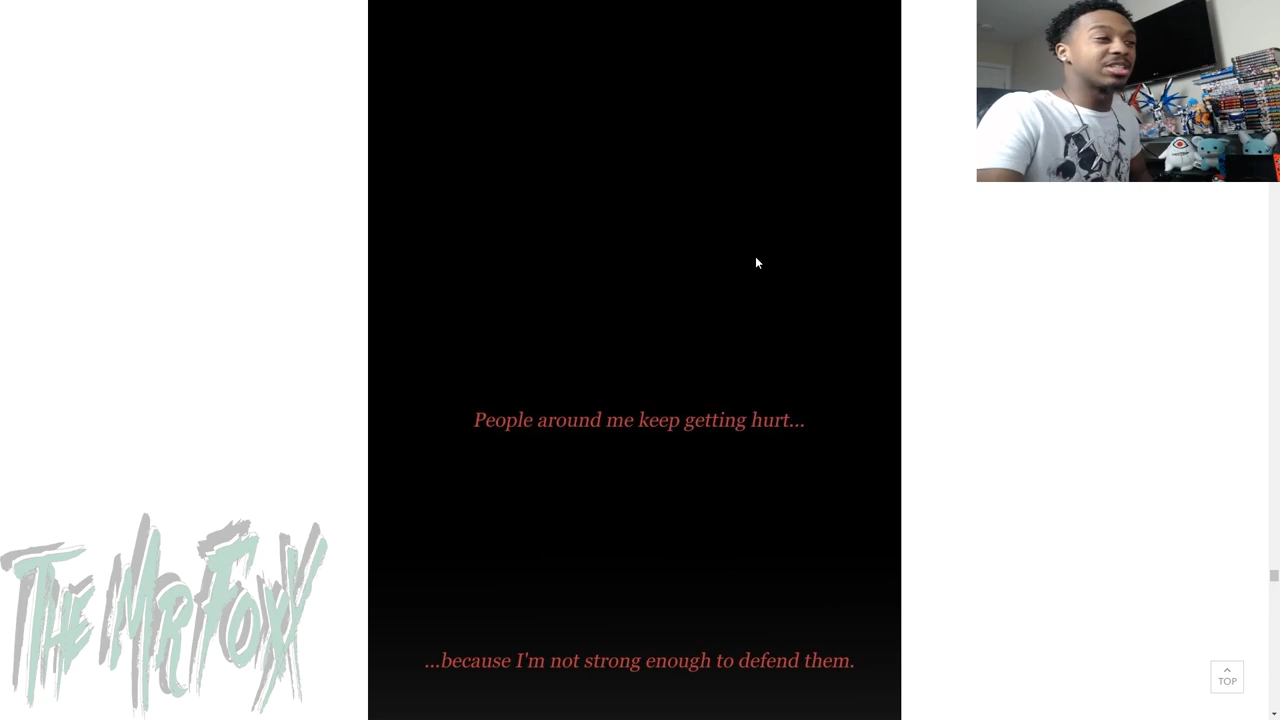 People around me keep getting hurt...
...because I'm not strong enough to defend them.
THE MR FOXX
TOP